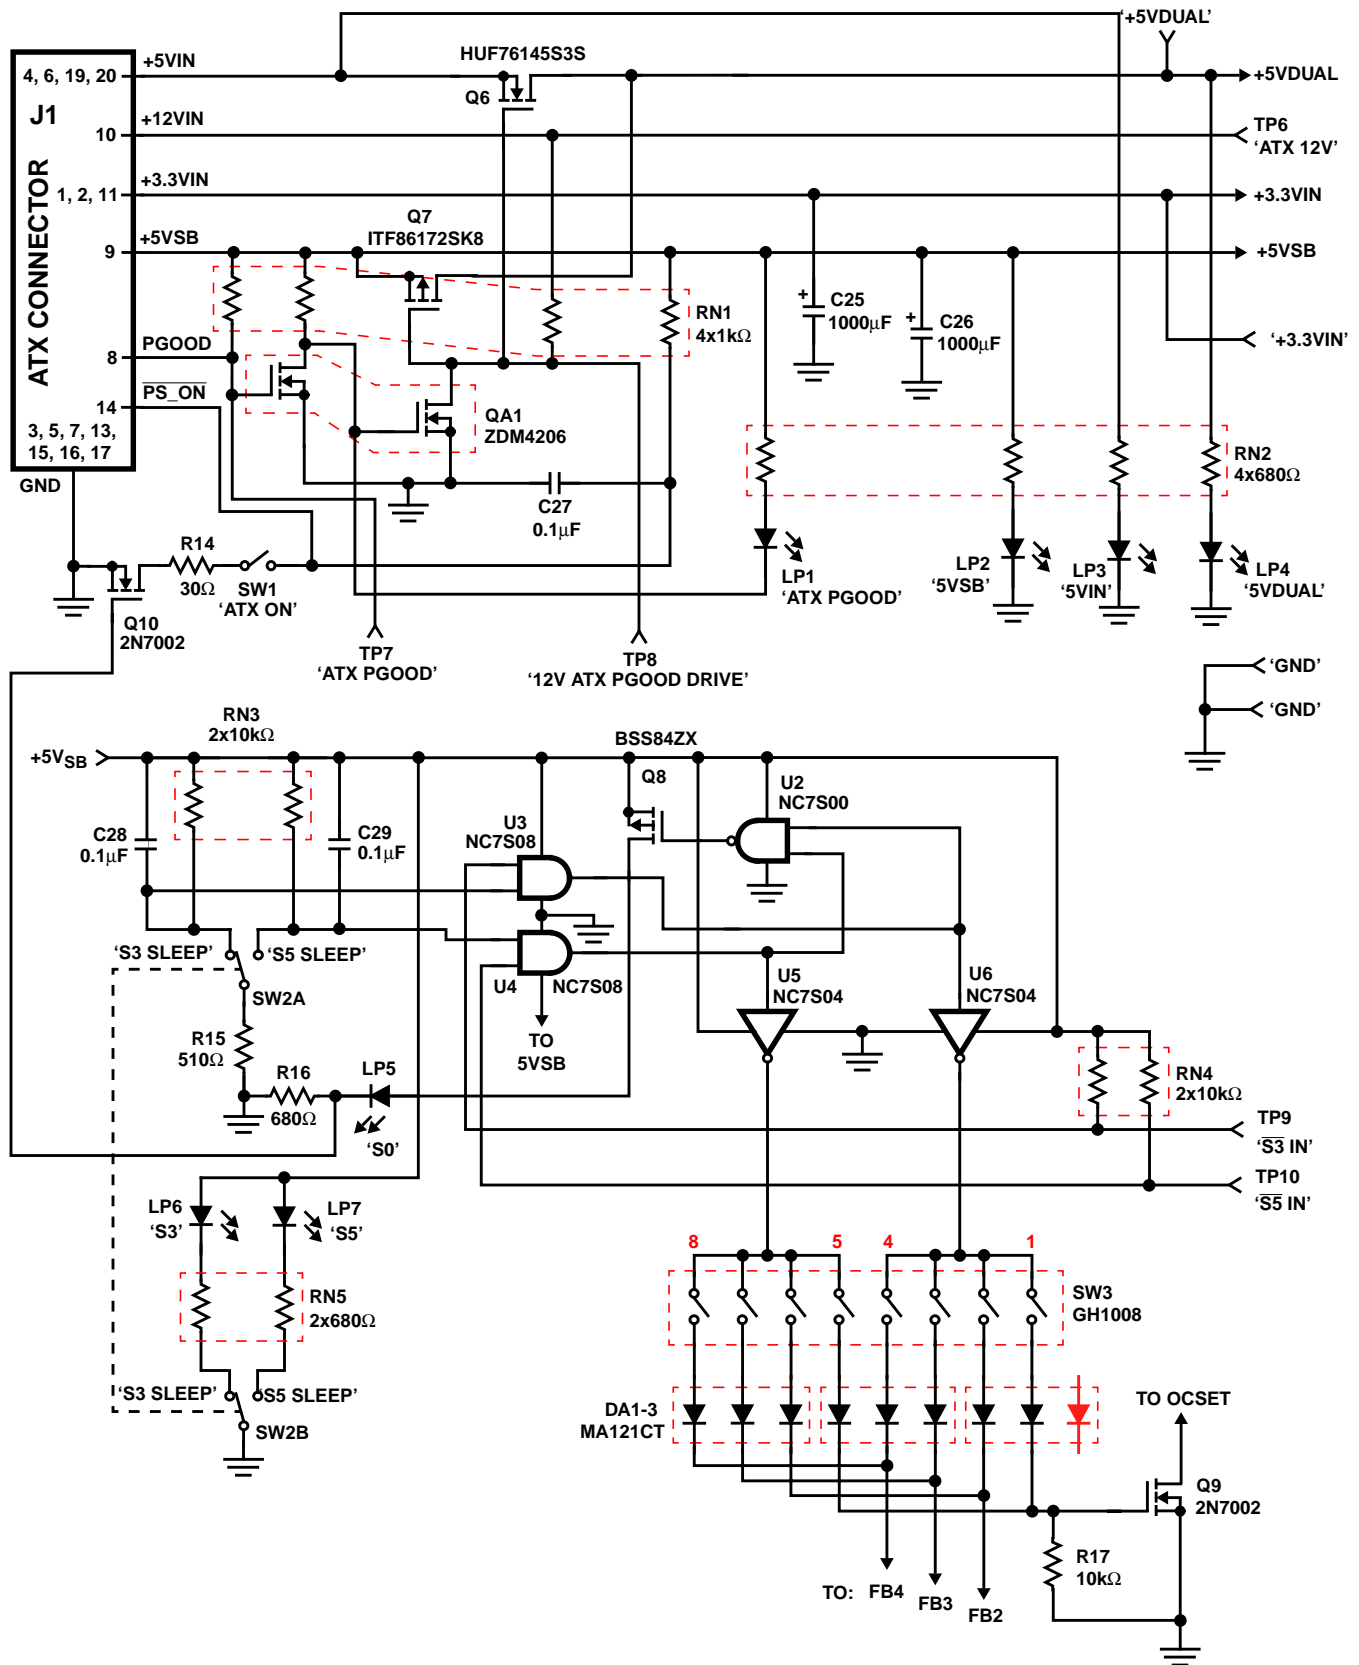 '+5VDUAL'
+5VIN
HUF76145S3S
4, 6, 19, 20
+5VDUAL
Q6
J1
+12VIN
10
TP6
'ATX 12V'
ATX CONNECTOR
+3.3VIN
1, 2, 11
+3.3VIN
Q7
ITF86172SK8
+5VSB
9
+5VSB
RN1
4x1kΩ
+
C25
1000µF
+
C26
1000µF
PGOOD
8
'+3.3VIN'
PS_ON
14
QA1
ZDM4206
3, 5, 7, 13,
15, 16, 17
RN2
4x680Ω
GND
C27
0.1µF
R14
30Ω
SW1
'ATX ON'
LP1
'ATX PGOOD'
LP2
'5VSB'
LP3
'5VIN'
LP4
'5VDUAL'
Q10
2N7002
TP7
'ATX PGOOD'
TP8
'12V ATX PGOOD DRIVE'
'GND'
'GND'
RN3
2x10kΩ
BSS84ZX
+5VSB
Q8
U2
NC7S00
U3
NC7S08
C28
0.1µF
C29
0.1µF
'S3 SLEEP'
'S5 SLEEP'
U4
NC7S08
U5
NC7S04
U6
NC7S04
SW2A
TO
5VSB
R15
510Ω
R16
680Ω
LP5
'S0'
RN4
2x10kΩ
TP9
'S3 IN'
TP10
'S5 IN'
LP6
'S3'
LP7
'S5'
8
5
4
1
RN5
2x680Ω
SW3
GH1008
'S3 SLEEP'
'S5 SLEEP'
SW2B
DA1-3
MA121CT
TO OCSET
Q9
2N7002
R17
10kΩ
TO:
FB4
FB3
FB2